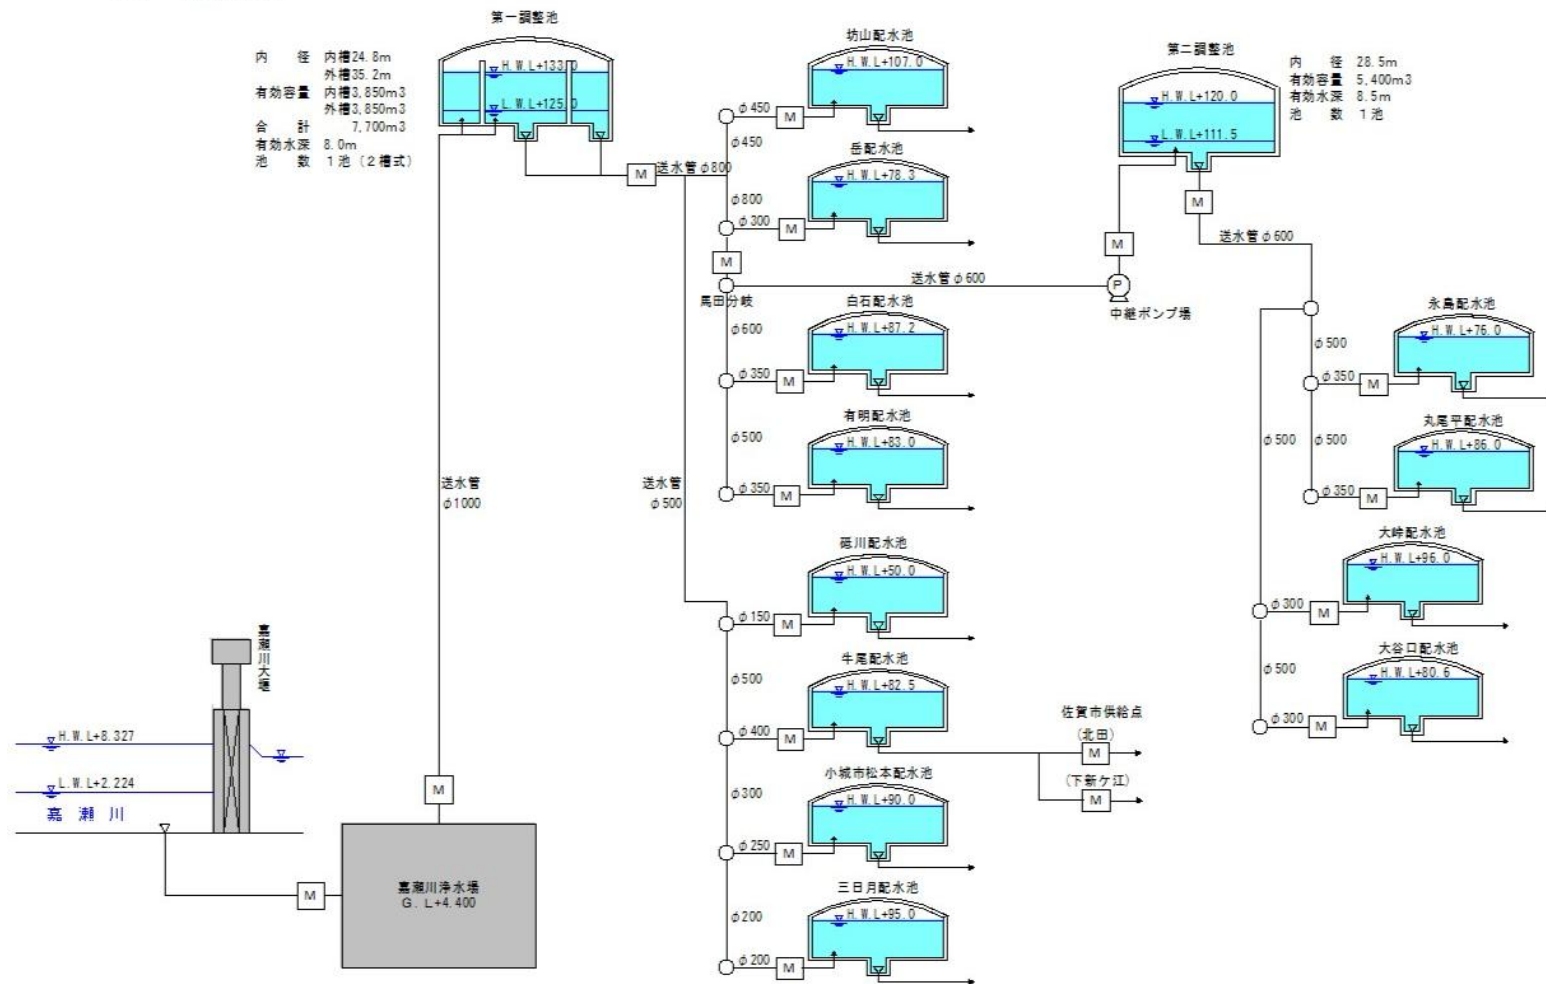 第一調整池
内　径　内槽24.8m
外槽35.2m
有効容量　内槽3,850m3
外槽3,850m3
合　計　7,700m3
有効水深　8.0m
池　数　1池（2槽式）
H.W.L+133.0
L.W.L+125.0
送水管φ800
φ450
φ450
φ800
φ300
M
M
M
M
坊山配水池
H.W.L+107.0
岳配水池
H.W.L+78.3
第二調整池
内　径　28.5m
有効容量　5,400m3
有効水深　8.5m
池　数　1池
H.W.L+120.0
L.W.L+111.5
M
送水管φ600
M
P
中継ポンプ場
送水管φ600
馬田分岐
φ600
φ350
M
白石配水池
H.W.L+87.2
φ500
φ350
M
有明配水池
H.W.L+83.0
永島配水池
H.W.L+76.0
φ500
φ350
M
丸尾平配水池
H.W.L+86.0
φ500
φ500
φ350
M
大峠配水池
H.W.L+96.0
φ300
M
大谷口配水池
H.W.L+80.6
φ500
φ300
M
送水管
φ1000
送水管
φ500
砥川配水池
H.W.L+50.0
φ150
M
牛尾配水池
H.W.L+82.5
φ500
φ400
M
佐賀市供給点
(北田)
M
(下新ケ江)
M
小城市松本配水池
H.W.L+90.0
φ300
φ250
M
三日月配水池
H.W.L+95.0
φ200
φ200
M
嘉瀬川大堰
H.W.L+8.327
L.W.L+2.224
嘉瀬川
M
M
嘉瀬川浄水場
G.L+4.400